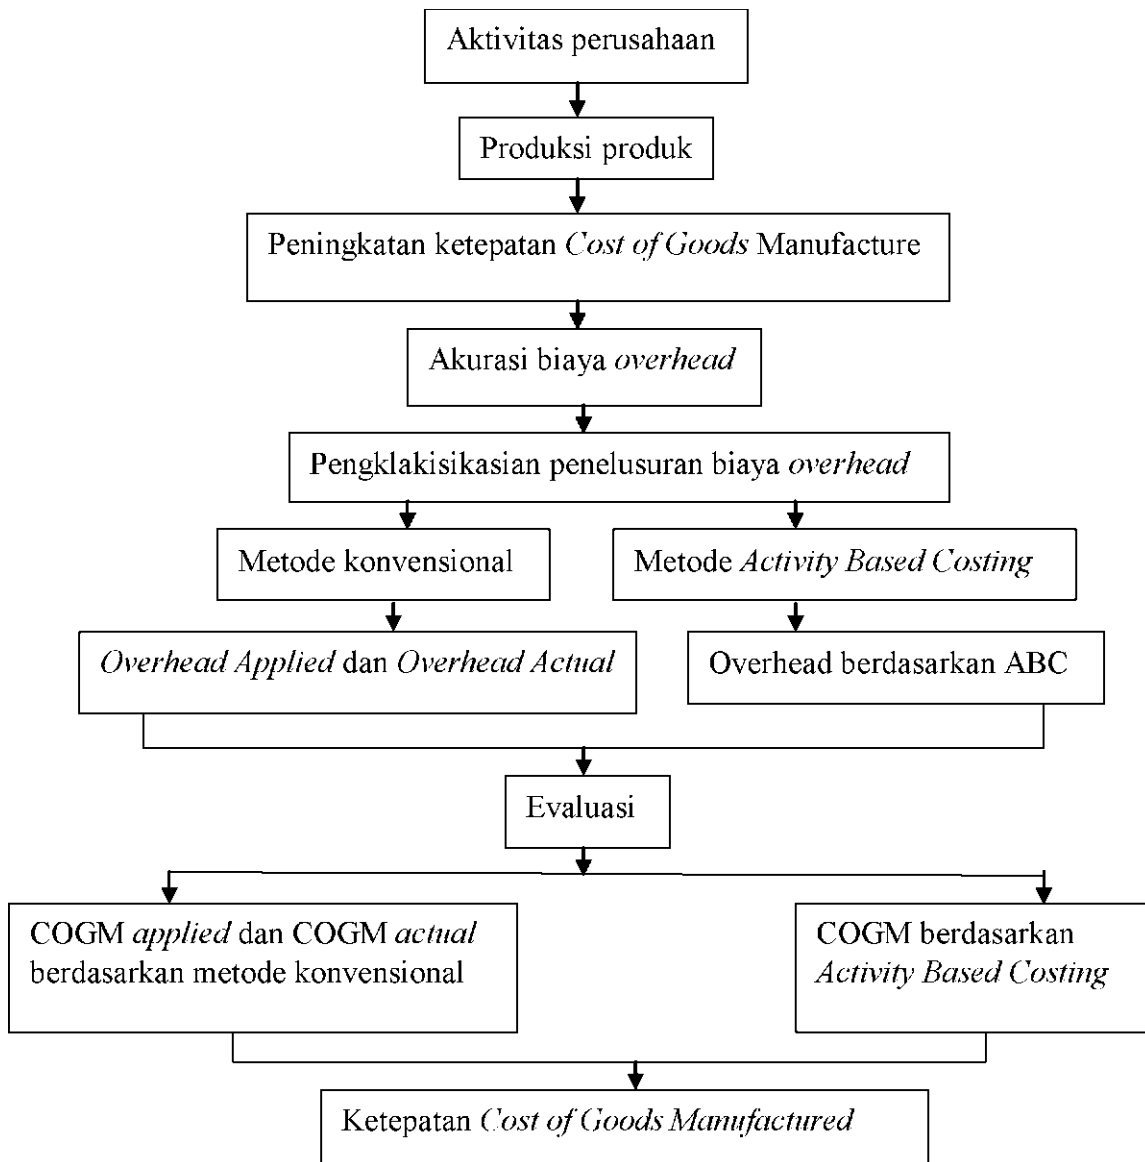 Aktivitas perusahaan
Produksi produk
Peningkatan ketepatan Cost of Goods Manufacture
Akurasi biaya overhead
Pengklakisikasian penelusuran biaya overhead
Metode konvensional
Metode Activity Based Costing
Overhead Applied dan Overhead Actual
Overhead berdasarkan ABC
Evaluasi
COGM applied dan COGM actual
berdasarkan metode konvensional
COGM berdasarkan
Activity Based Costing
Ketepatan Cost of Goods Manufactured